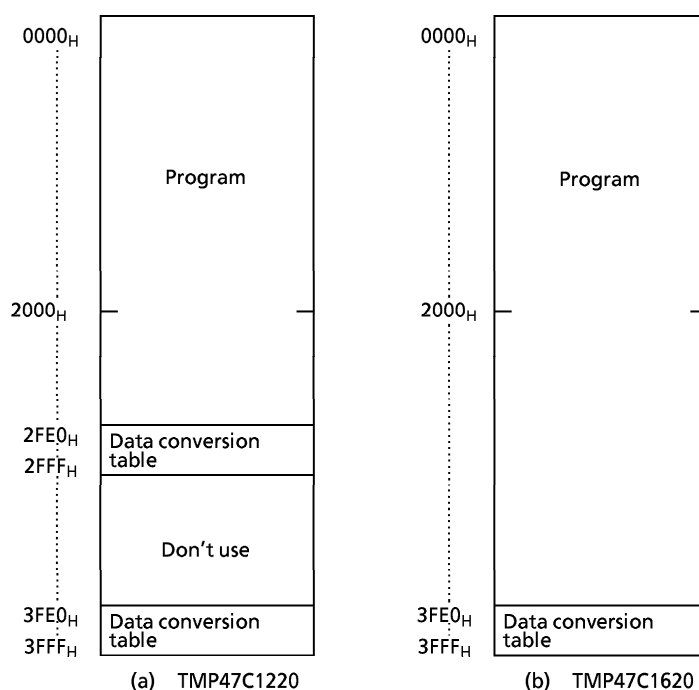 0000H
Program
2000H
2FE0H
Data conversion
table
2FFFH
Don't use
3FE0H
Data conversion
table
3FFFH
(a) TMP47C1220
0000H
Program
2000H
3FE0H
Data conversion
table
3FFFH
(b) TMP47C1620